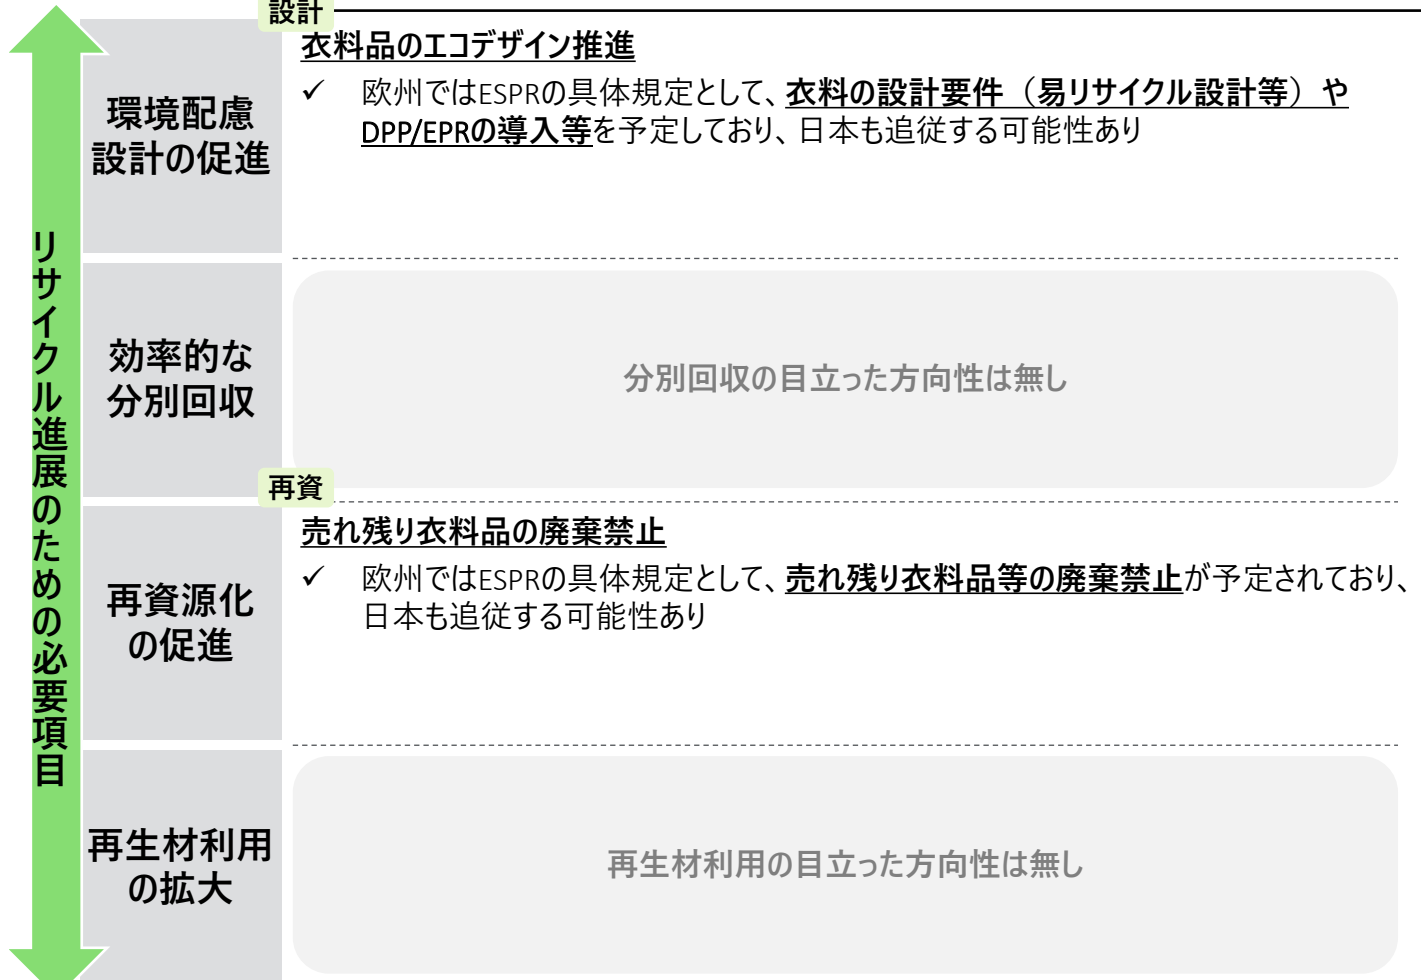 設計
衣料品のエコデザイン推進
環境配慮
設計の促進
✓ 欧州ではESPRの具体規定として、衣料の設計要件（易リサイクル設計等）や
DPP/EPRの導入等を予定しており、日本も追従する可能性あり
リサイクル進展のための必要項目
効率的な
分別回収
分別回収の目立った方向性は無し
再資
売れ残り衣料品の廃棄禁止
再資源化
の促進
✓ 欧州ではESPRの具体規定として、売れ残り衣料品等の廃棄禁止が予定されており、
日本も追従する可能性あり
再生材利用
の拡大
再生材利用の目立った方向性は無し